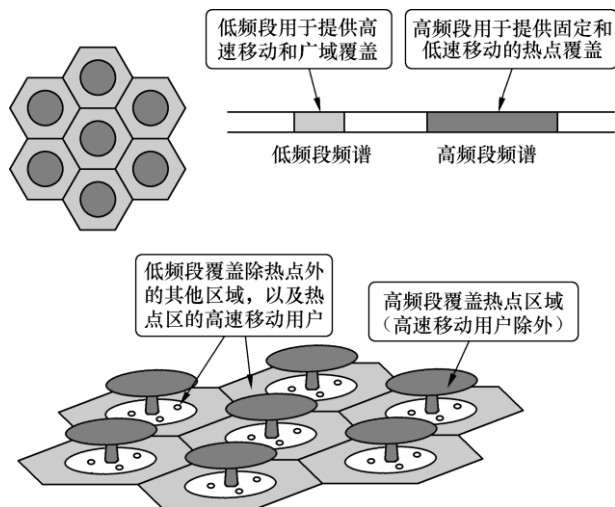 低频段用于提供高
速移动和广域覆盖
高频段用于提供固定和
低速移动的热点覆盖
低频段频谱
高频段频谱
低频段覆盖除热点外
的其他区域，以及热
点区的高速移动用户
高频段覆盖热点区域
（高速移动用户除外）